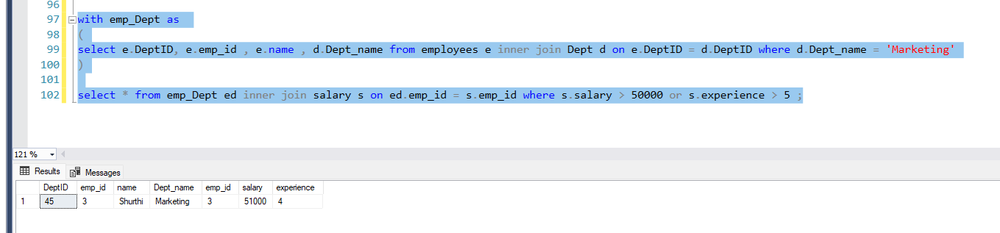 96
97 with emp_Dept as
98 (
99 select e.DeptID, e.emp_id , e.name , d.Dept_name from employees e inner join Dept d on e.DeptID = d.DeptID where d.Dept_name = 'Marketing'
100 )
101
102 select * from emp_Dept ed inner join salary s on ed.emp_id = s.emp_id where s.salary > 50000 or s.experience > 5 ;
121 %
Results Messages
DeptID emp_id name Dept_name emp_id salary experience
1 45 3 Shurthi Marketing 3 51000 4